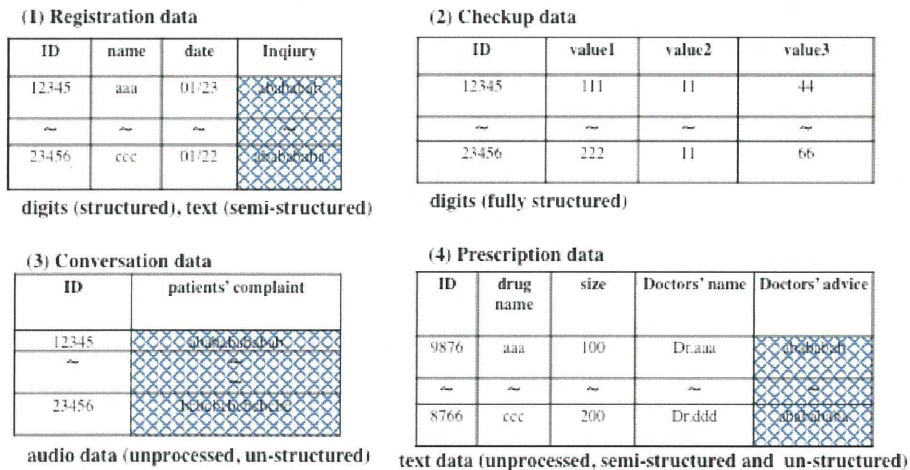 (1) Registration data
ID name date Inqiury
12345 aaa 01/23 abababab
~ ~ ~ ~
23456 ccc 01/22
digits (structured), text (semi-structured)
(2) Checkup data
ID value1 value2 value3
12345 111 11 44
~ ~ ~ ~
23456 222 11 66
digits (fully structured)
(3) Conversation data
ID patients' complaint
12345
~ ~
~
23456
audio data (unprocessed, un-structured)
(4) Prescription data
ID drug name size Doctors' name Doctors' advice
9876 aaa 100 Dr.aaa abababab
~ ~ ~ ~ ~
8766 ccc 200 Dr.ddd
text data (unprocessed, semi-structured and un-structured)